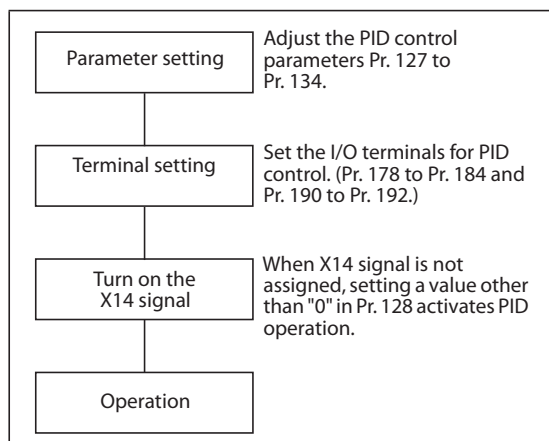 Parameter setting
Adjust the PID control
parameters Pr. 127 to
Pr. 134.
Terminal setting
Set the I/O terminals for PID
control. (Pr. 178 to Pr. 184 and
Pr. 190 to Pr. 192.)
Turn on the
X14 signal
When X14 signal is not
assigned, setting a value other
than "0" in Pr. 128 activates PID
operation.
Operation